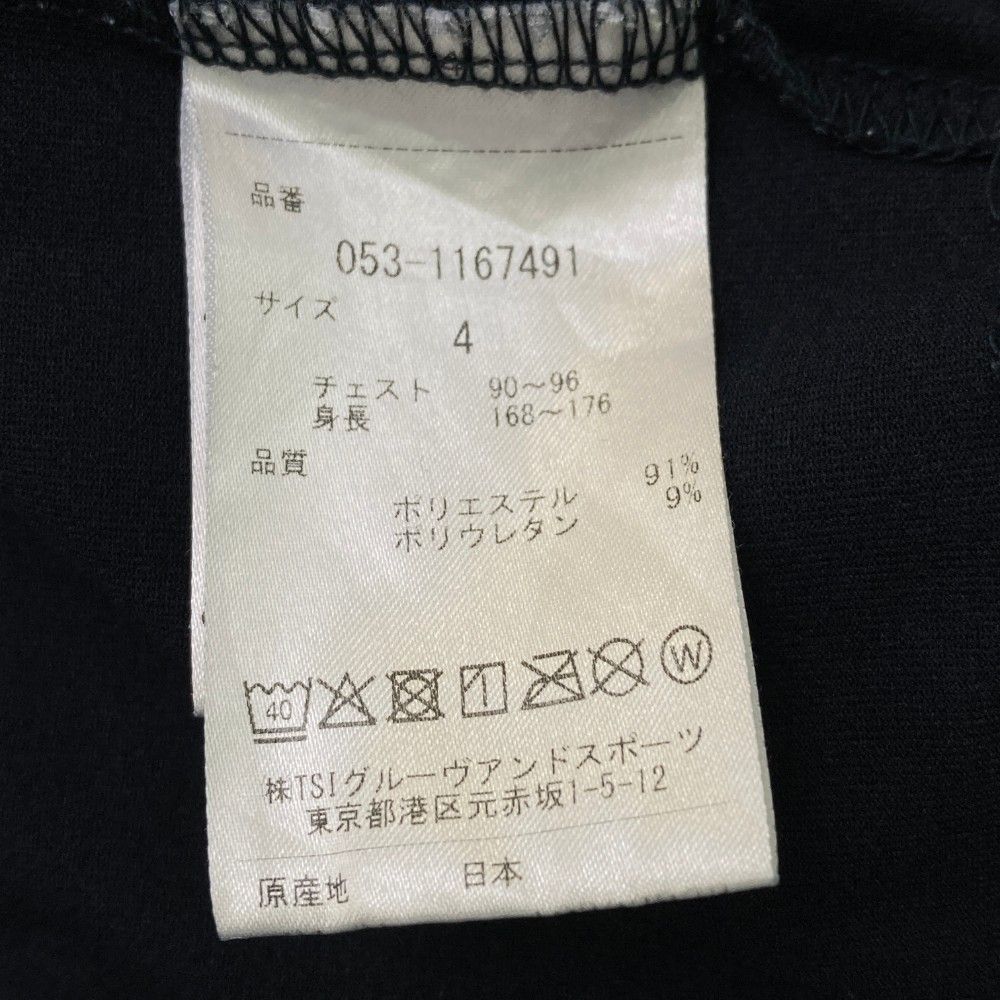 品番
053-1167491
サイズ
4
チェスト 90～96
身長 168～176
品質
ポリエステル 91%
ポリウレタン 9%
40 W
株TSIグルーヴアンドスポーツ
東京都港区元赤坂1-5-12
原産地 日本